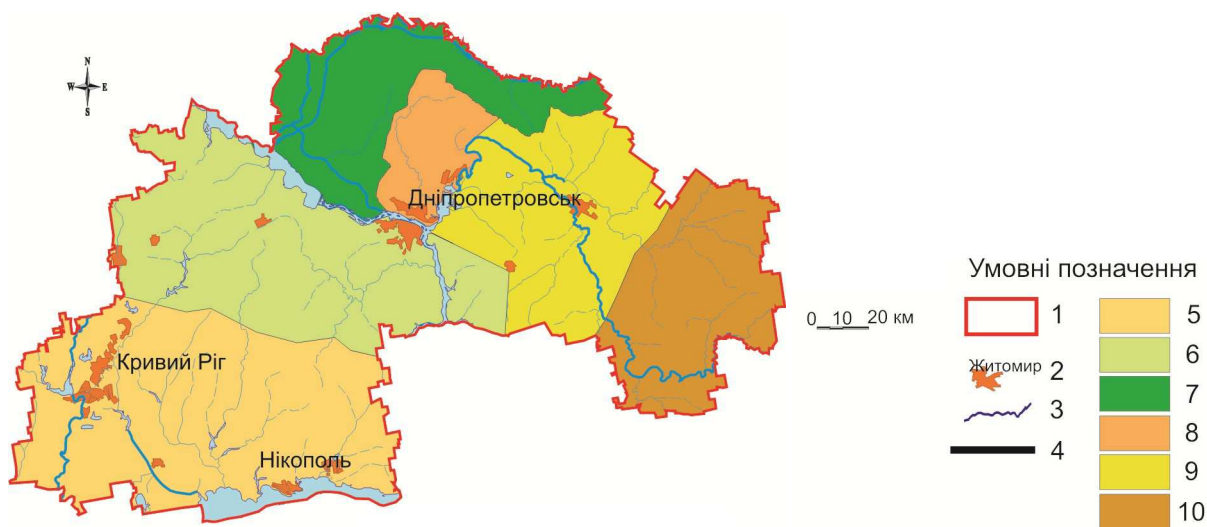 N
W E
S
Дніпропетровськ
Кривий Ріг
Нікополь
0 10 20 км
Умовні позначення
1
Житомир 2
3
4
5
6
7
8
9
10